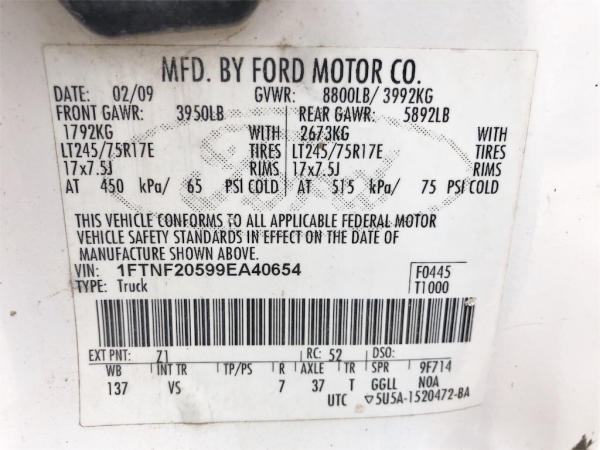 MFD. BY FORD MOTOR CO.
DATE: 02/09 GVWR: 8800LB/ 3992KG
FRONT GAWR: 3950LB REAR GAWR: 5892LB
1792KG WITH 2673KG WITH
LT245/75R17E TIRES LT245/75R17E TIRES
17x7.5J RIMS 17x7.5J RIMS
AT 450 kPa/ 65 PSI COLD AT 515 kPa/ 75 PSI COLD
THIS VEHICLE CONFORMS TO ALL APPLICABLE FEDERAL MOTOR
VEHICLE SAFETY STANDARDS IN EFFECT ON THE DATE OF
MANUFACTURE SHOWN ABOVE.
VIN: 1FTNF20599EA40654 F0445
TYPE: Truck T1000
EXT PNT: Z1 RC: 52 DSO:
WB INT TR TP/PS R AXLE TR SPR 9F714
137 VS 7 37 T GGLL NOA
UTC ▽5U5A-1520472-BA